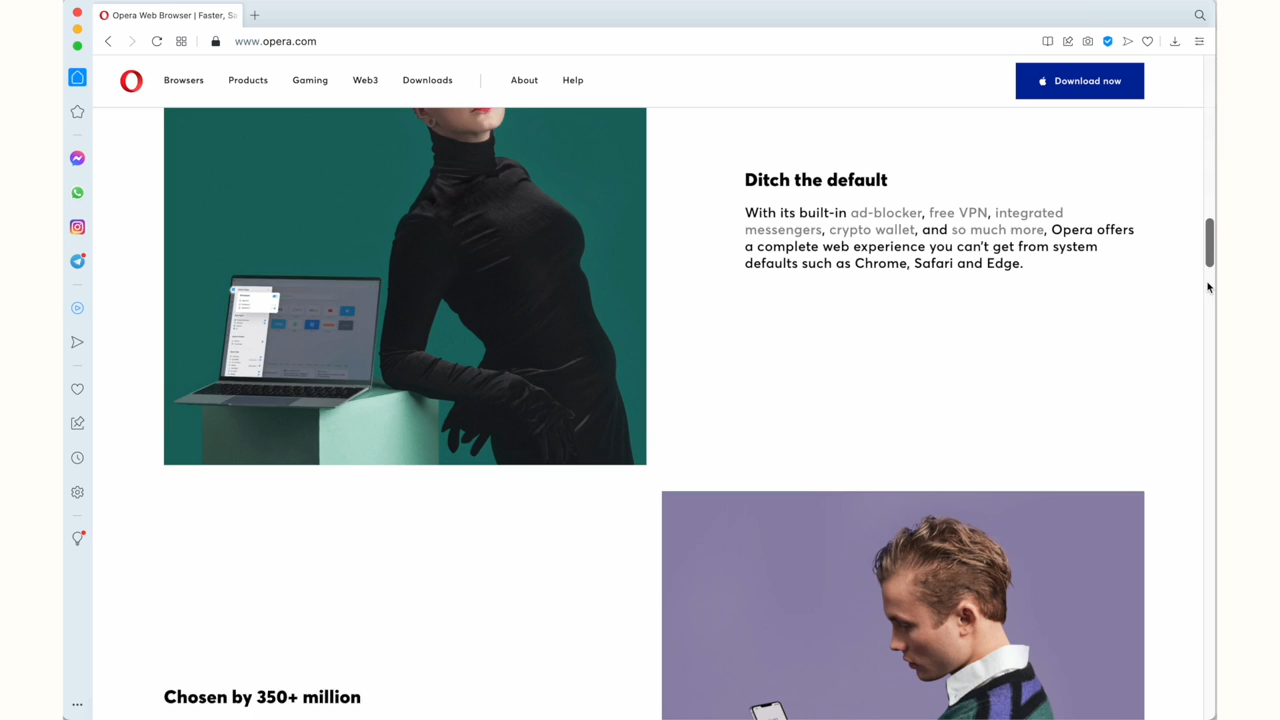 Opera Web Browser | Faster, Sa
www.opera.com
Browsers Products Gaming Web3 Downloads About Help
Download now
Ditch the default
With its built-in ad-blocker, free VPN, integrated
messengers, crypto wallet, and so much more, Opera offers
a complete web experience you can't get from system
defaults such as Chrome, Safari and Edge.
Chosen by 350+ million